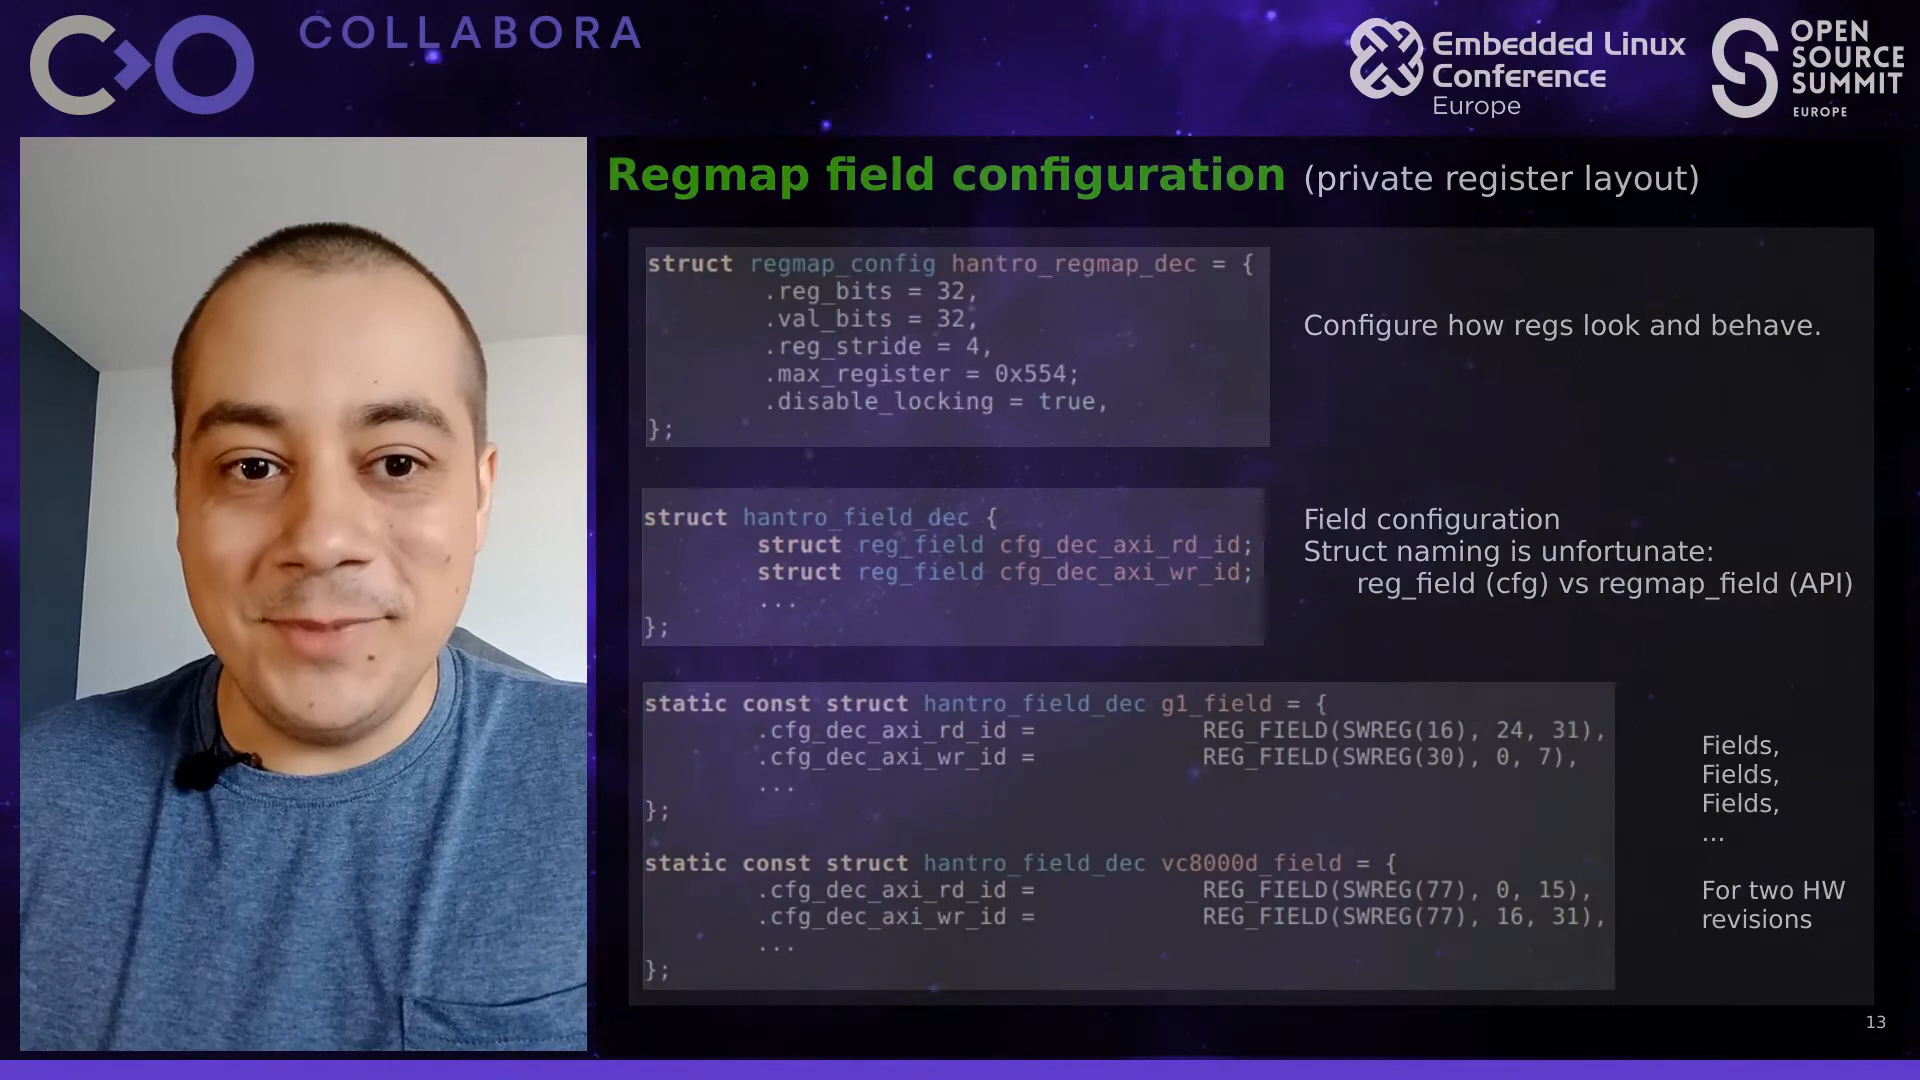 COLLABORA
Embedded Linux
Conference
Europe
OPEN
SOURCE
SUMMIT
EUROPE
Regmap field configuration (private register layout)
struct regmap_config hantro_regmap_dec = {
.reg_bits = 32,
.val_bits = 32,
.reg_stride = 4,
.max_register = 0x554;
.disable_locking = true,
};
Configure how regs look and behave.
struct hantro_field_dec {
struct reg_field cfg_dec_axi_rd_id;
struct reg_field cfg_dec_axi_wr_id;
...
};
Field configuration
Struct naming is unfortunate:
reg_field (cfg) vs regmap_field (API)
static const struct hantro_field_dec g1_field = {
.cfg_dec_axi_rd_id = REG_FIELD(SWREG(16), 24, 31),
.cfg_dec_axi_wr_id = REG_FIELD(SWREG(30), 0, 7),
...
};
static const struct hantro_field_dec vc8000d_field = {
.cfg_dec_axi_rd_id = REG_FIELD(SWREG(77), 0, 15),
.cfg_dec_axi_wr_id = REG_FIELD(SWREG(77), 16, 31),
...
};
Fields,
Fields,
Fields,
...
For two HW
revisions
13